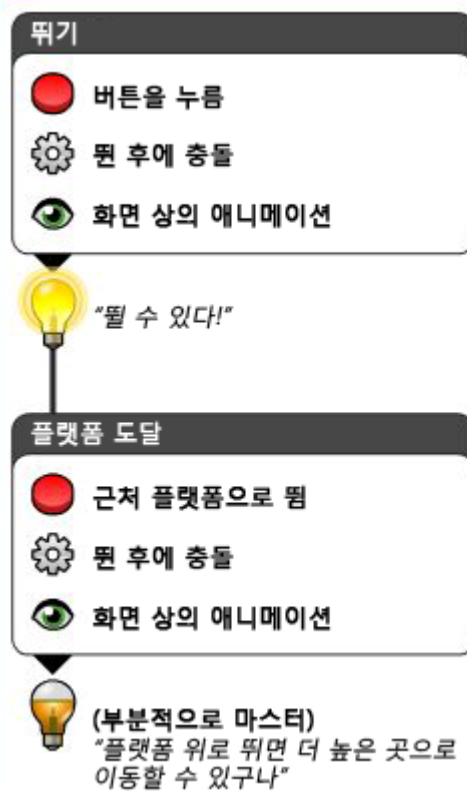 뛰기
버튼을 누름
뛴 후에 충돌
화면 상의 애니메이션
"뛸 수 있다!"
플랫폼 도달
근처 플랫폼으로 뜀
뛴 후에 충돌
화면 상의 애니메이션
(부분적으로 마스터)
"플랫폼 위로 뛰면 더 높은 곳으로
이동할 수 있구나"